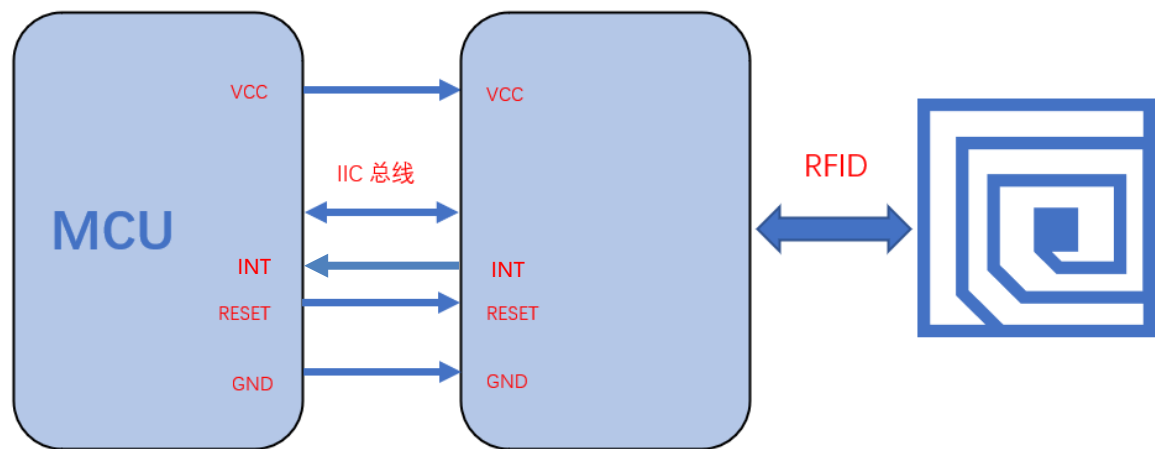 VCC
VCC
IIC 总线
RFID
MCU
INT
INT
RESET
RESET
GND
GND